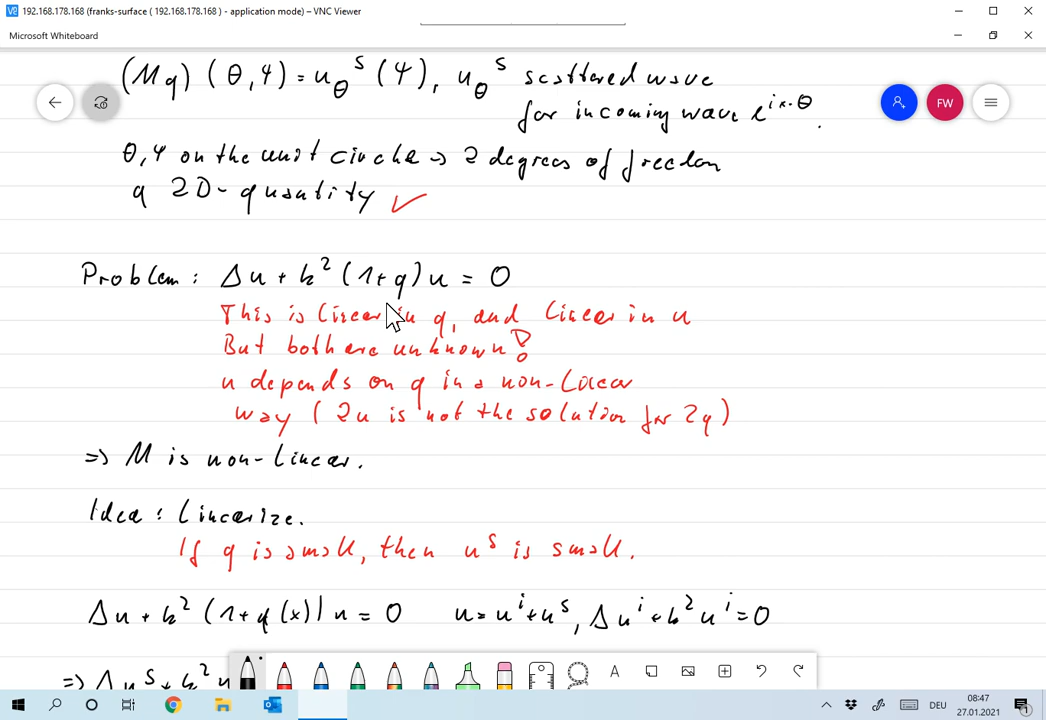 192.168.178.168 (franks-surface ( 192.168.178.168 ) - application mode) – VNC Viewer
Microsoft Whiteboard
(Mq) (θ,φ) = u_θ^s (φ), u_θ^s scattered wave
for incoming wave e^{ix·θ}.
FW
θ,φ on the unit circle → 2 degrees of freedom
q 2D-quantity ✓
Problem: Δu + k² (1+q) u = 0
This is linear in q, and linear in u
But both are unknown!
u depends on q in a non-linear
way (2u is not the solution for 2q)
⇒ M is non-linear.
Idea: Linearize.
If q is small, then u^s is small.
Δu + k² (1+q(x)) u = 0 u = u^i + u^s, Δu^i + k² u^i = 0
⇒ Δu^s + k² u
A
DEU
08:47
27.01.2021